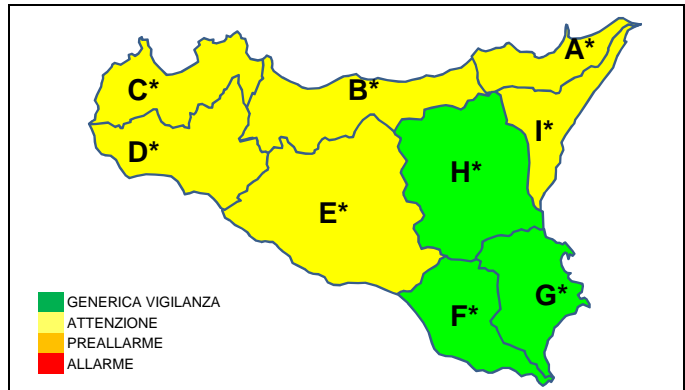 A*
C*
B*
I*
D*
H*
E*
G*
F*
GENERICA VIGILANZA
ATTENZIONE
PREALLARME
ALLARME